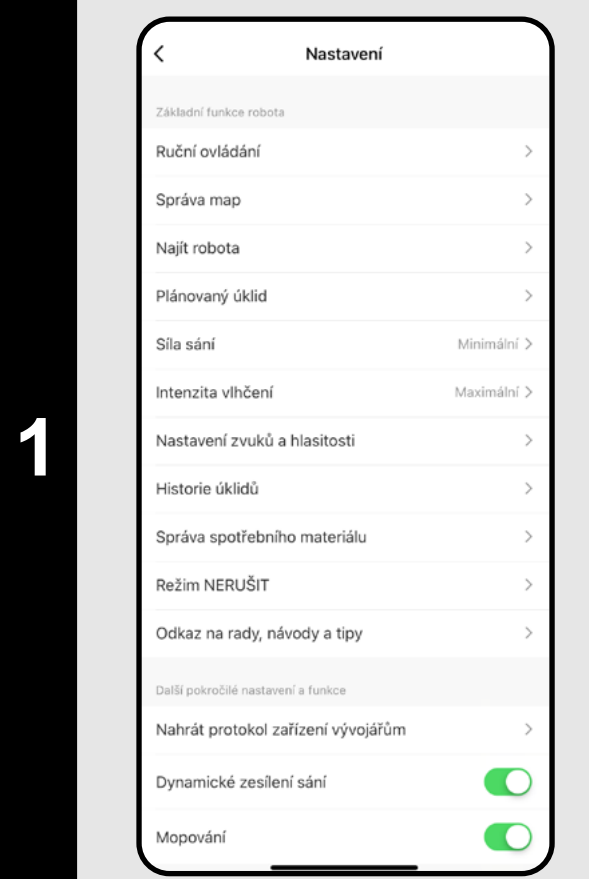 Nastavení
Základní funkce robota
Ruční ovládání
Správa map
Najít robota
Plánovaný úklid
Síla sání Minimální
Intenzita vlhčení Maximální
1
Nastavení zvuků a hlasitosti
Historie úklidů
Správa spotřebního materiálu
Režim NERUŠIT
Odkaz na rady, návody a tipy
Další pokročilé nastavení a funkce
Nahrát protokol zařízení vývojářům
Dynamické zesílení sání
Mopování